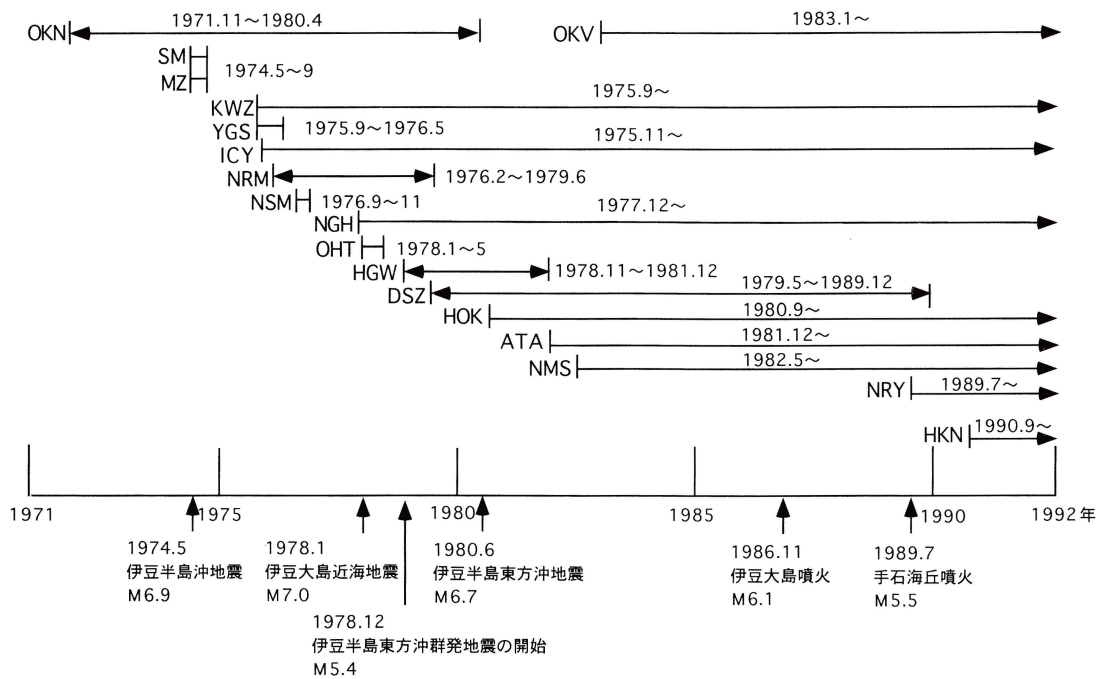 OKN 1971.11～1980.4
OKV 1983.1～
SM
MZ 1974.5～9
KWZ 1975.9～
YGS 1975.9～1976.5
ICY 1975.11～
NRM 1976.2～1979.6
NSM 1976.9～11
NGH 1977.12～
OHT 1978.1～5
HGW 1978.11～1981.12
DSZ 1979.5～1989.12
HOK 1980.9～
ATA 1981.12～
NMS 1982.5～
NRY 1989.7～
HKN 1990.9～
1971 1975 1980 1985 1990 1992年
1974.5
伊豆半島沖地震
M6.9
1978.1
伊豆大島近海地震
M7.0
1978.12
伊豆半島東方沖群発地震の開始
M5.4
1980.6
伊豆半島東方沖地震
M6.7
1986.11
伊豆大島噴火
M6.1
1989.7
手石海丘噴火
M5.5